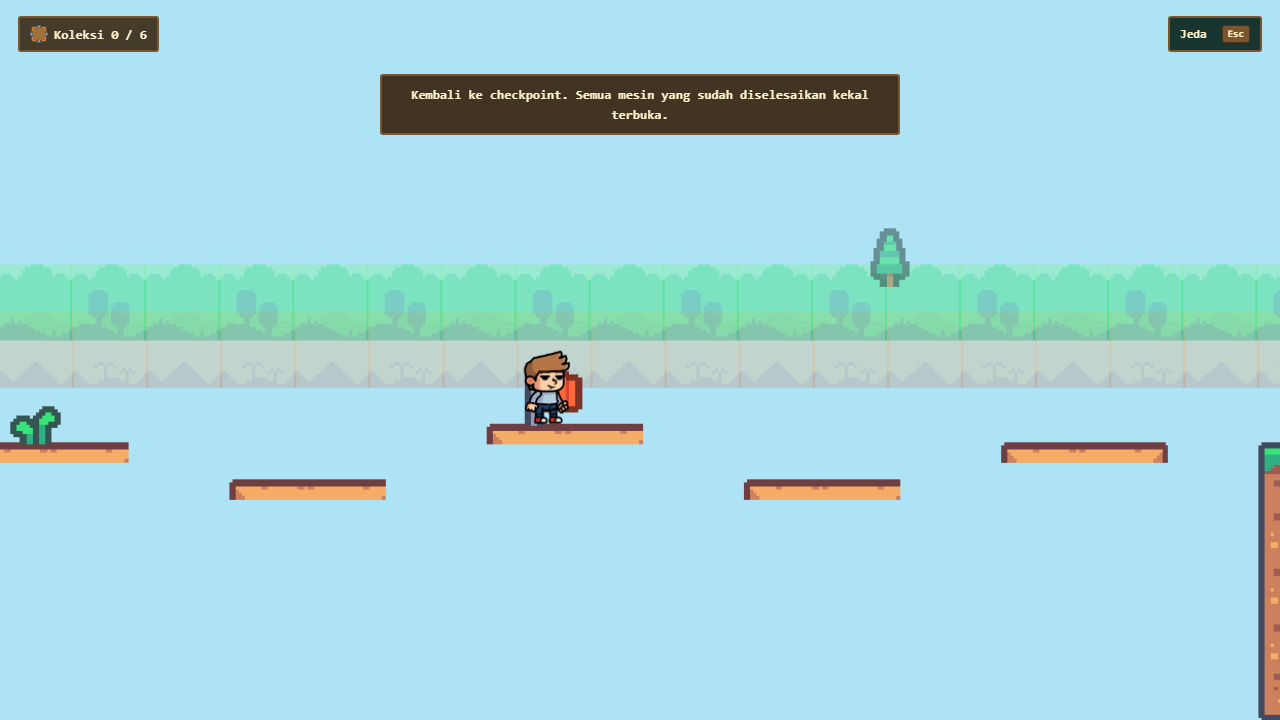 Koleksi 0 / 6
Jeda Esc
Kembali ke checkpoint. Semua mesin yang sudah diselesaikan kekal
terbuka.